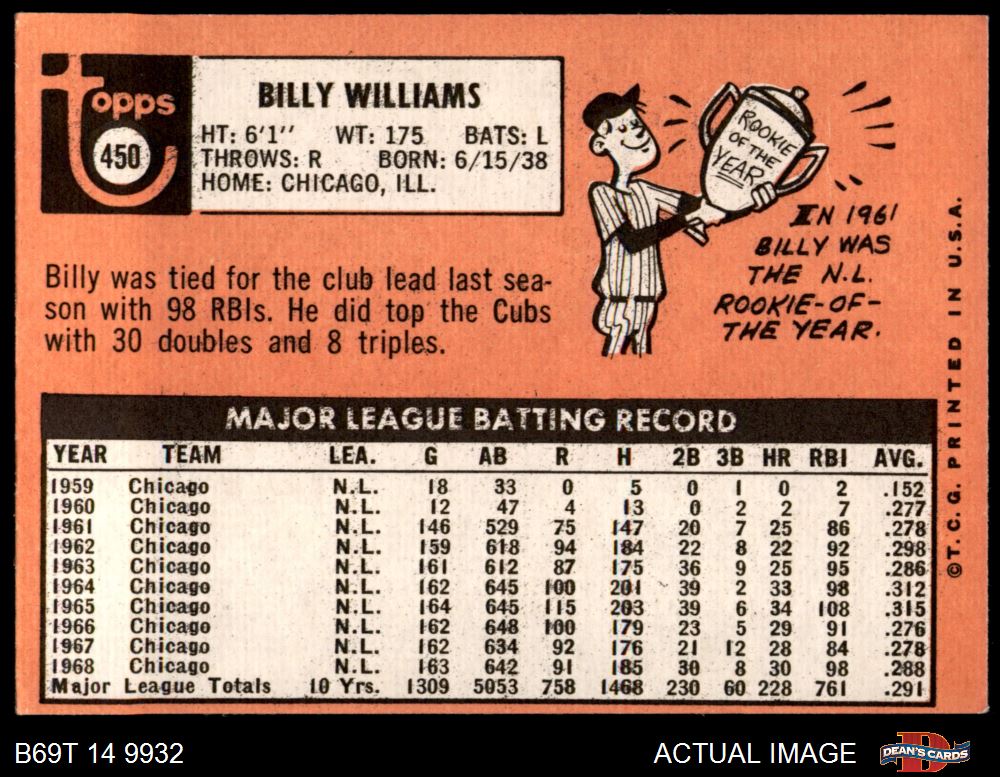 Topps
450
BILLY WILLIAMS
HT: 6'1" WT: 175 BATS: L
THROWS: R BORN: 6/15/38
HOME: CHICAGO, ILL.
ROOKIE
OF THE
YEAR
IN 1961
BILLY WAS
THE N.L.
ROOKIE-OF-
THE YEAR.
Billy was tied for the club lead last sea-
son with 98 RBIs. He did top the Cubs
with 30 doubles and 8 triples.
MAJOR LEAGUE BATTING RECORD
YEAR TEAM LEA. G AB R H 2B 3B HR RBI AVG.
1959 Chicago N.L. 18 33 0 5 0 1 0 2 .152
1960 Chicago N.L. 12 47 4 13 0 2 2 7 .277
1961 Chicago N.L. 146 529 75 147 20 7 25 86 .278
1962 Chicago N.L. 159 618 94 184 22 8 22 92 .298
1963 Chicago N.L. 161 612 87 175 36 9 25 95 .286
1964 Chicago N.L. 162 645 100 201 39 2 33 98 .312
1965 Chicago N.L. 164 645 115 203 39 6 34 108 .315
1966 Chicago N.L. 162 648 100 179 23 5 29 91 .276
1967 Chicago N.L. 162 634 92 176 21 12 28 84 .278
1968 Chicago N.L. 163 642 91 185 30 8 30 98 .288
Major League Totals 10 Yrs. 1309 5053 758 1468 230 60 228 761 .291
©T.C.G. PRINTED IN U.S.A.
B69T 14 9932
ACTUAL IMAGE
DEAN'S CARDS